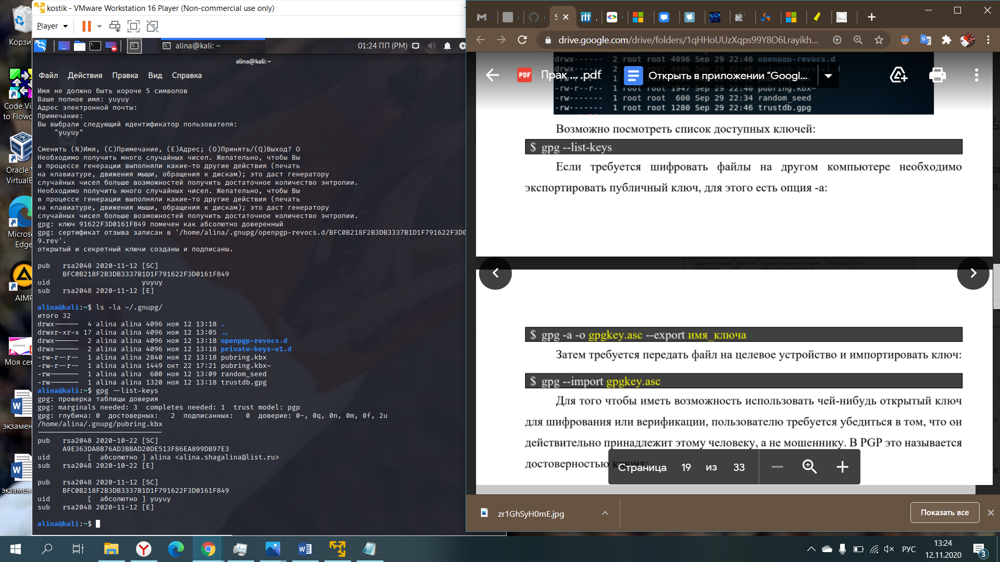 kostik - VMware Workstation 16 Player (Non-commercial use only)
Player
alina@kali: ~
01:24 ПП (PM)
alina@kali: ~
Файл Действия Правка Вид Справка
Имя не должно быть короче 5 символов
Ваше полное имя: yuyuy
Адрес электронной почты:
Примечание:
Вы выбрали следующий идентификатор пользователя:
"yuyuy"
Сменить (N)Имя, (C)Примечание, (E)Адрес; (O)Принять/(Q)Выход? O
Необходимо получить много случайных чисел. Желательно, чтобы Вы
в процессе генерации выполняли какие-то другие действия (печать
на клавиатуре, движения мыши, обращения к дискам); это даст генератору
случайных чисел больше возможностей получить достаточное количество энтропии.
Необходимо получить много случайных чисел. Желательно, чтобы Вы
в процессе генерации выполняли какие-то другие действия (печать
на клавиатуре, движения мыши, обращения к дискам); это даст генератору
случайных чисел больше возможностей получить достаточное количество энтропии.
gpg: ключ 91622F3D0161F849 помечен как абсолютно доверенный
gpg: сертификат отзыва записан в '/home/alina/.gnupg/openpgp-revocs.d/BFC0B218F2B3DB3337B1D1F791622F3D0
9.rev'.
открытый и секретный ключи созданы и подписаны.
pub rsa2048 2020-11-12 [SC]
BFC0B218F2B3DB3337B1D1F791622F3D0161F849
uid yuyuy
sub rsa2048 2020-11-12 [E]
alina@kali:~$ ls -la ~/.gnupg/
итого 32
drwx------ 4 alina alina 4096 ноя 12 13:18 .
drwxr-xr-x 17 alina alina 4096 ноя 12 13:05 ..
drwx------ 2 alina alina 4096 ноя 12 13:18 openpgp-revocs.d
drwx------ 2 alina alina 4096 ноя 12 13:18 private-keys-v1.d
-rw-r--r-- 1 alina alina 2840 ноя 12 13:18 pubring.kbx
-rw-r--r-- 1 alina alina 1449 окт 22 17:21 pubring.kbx~
-rw------- 1 alina alina 600 ноя 12 13:09 random_seed
-rw------- 1 alina alina 1320 ноя 12 13:18 trustdb.gpg
alina@kali:~$ gpg --list-keys
gpg: проверка таблицы доверия
gpg: marginals needed: 3 completes needed: 1 trust model: pgp
gpg: глубина: 0 достоверных: 2 подписанных: 0 доверие: 0-, 0q, 0n, 0m, 0f, 2u
/home/alina/.gnupg/pubring.kbx
------------------------------
pub rsa2048 2020-10-22 [SC]
A9E363DA8B76AD3BBAD20DE513F86EA899DB97E3
uid [ абсолютно ] alina <alina.shagalina@list.ru>
sub rsa2048 2020-10-22 [E]
pub rsa2048 2020-11-12 [SC]
BFC0B218F2B3DB3337B1D1F791622F3D0161F849
uid [ абсолютно ] yuyuy
sub rsa2048 2020-11-12 [E]
alina@kali:~$
Корзи
Code Vi
to Flowc
Oracle
VirtualB
Micros
Edge
AIMP
Моя се
экзамен
экзамен
drive.google.com/drive/folders/1qHHoUUzXqps99Y8O6Lrayikh...
drwx------ 2 root root 4096 Sep 29 22:46 openpgp-revocs.d
PDF Прак ... .pdf
Открыть в приложении "Googl...
-rw-r--r-- 1 root root 1947 Sep 29 22:40 pubring.kbx~
-rw------- 1 root root 600 Sep 29 22:34 random_seed
-rw------- 1 root root 1280 Sep 29 22:46 trustdb.gpg
Возможно посмотреть список доступных ключей:
$ gpg --list-keys
Если требуется шифровать файлы на другом компьютере необходимо
экспортировать публичный ключ, для этого есть опция -a:
$ gpg -a -o gpgkey.asc --export имя_ключа
Затем требуется передать файл на целевое устройство и импортировать ключ:
$ gpg --import gpgkey.asc
Для того чтобы иметь возможность использовать чей-нибудь открытый ключ
для шифрования или верификации, пользователю требуется убедиться в том, что он
действительно принадлежит этому человеку, а не мошеннику. В PGP это называется
достоверностью ключа:
Страница 19 из 33
zr1GhSyH0mE.jpg
Показать все
РУС
13:24
12.11.2020
3